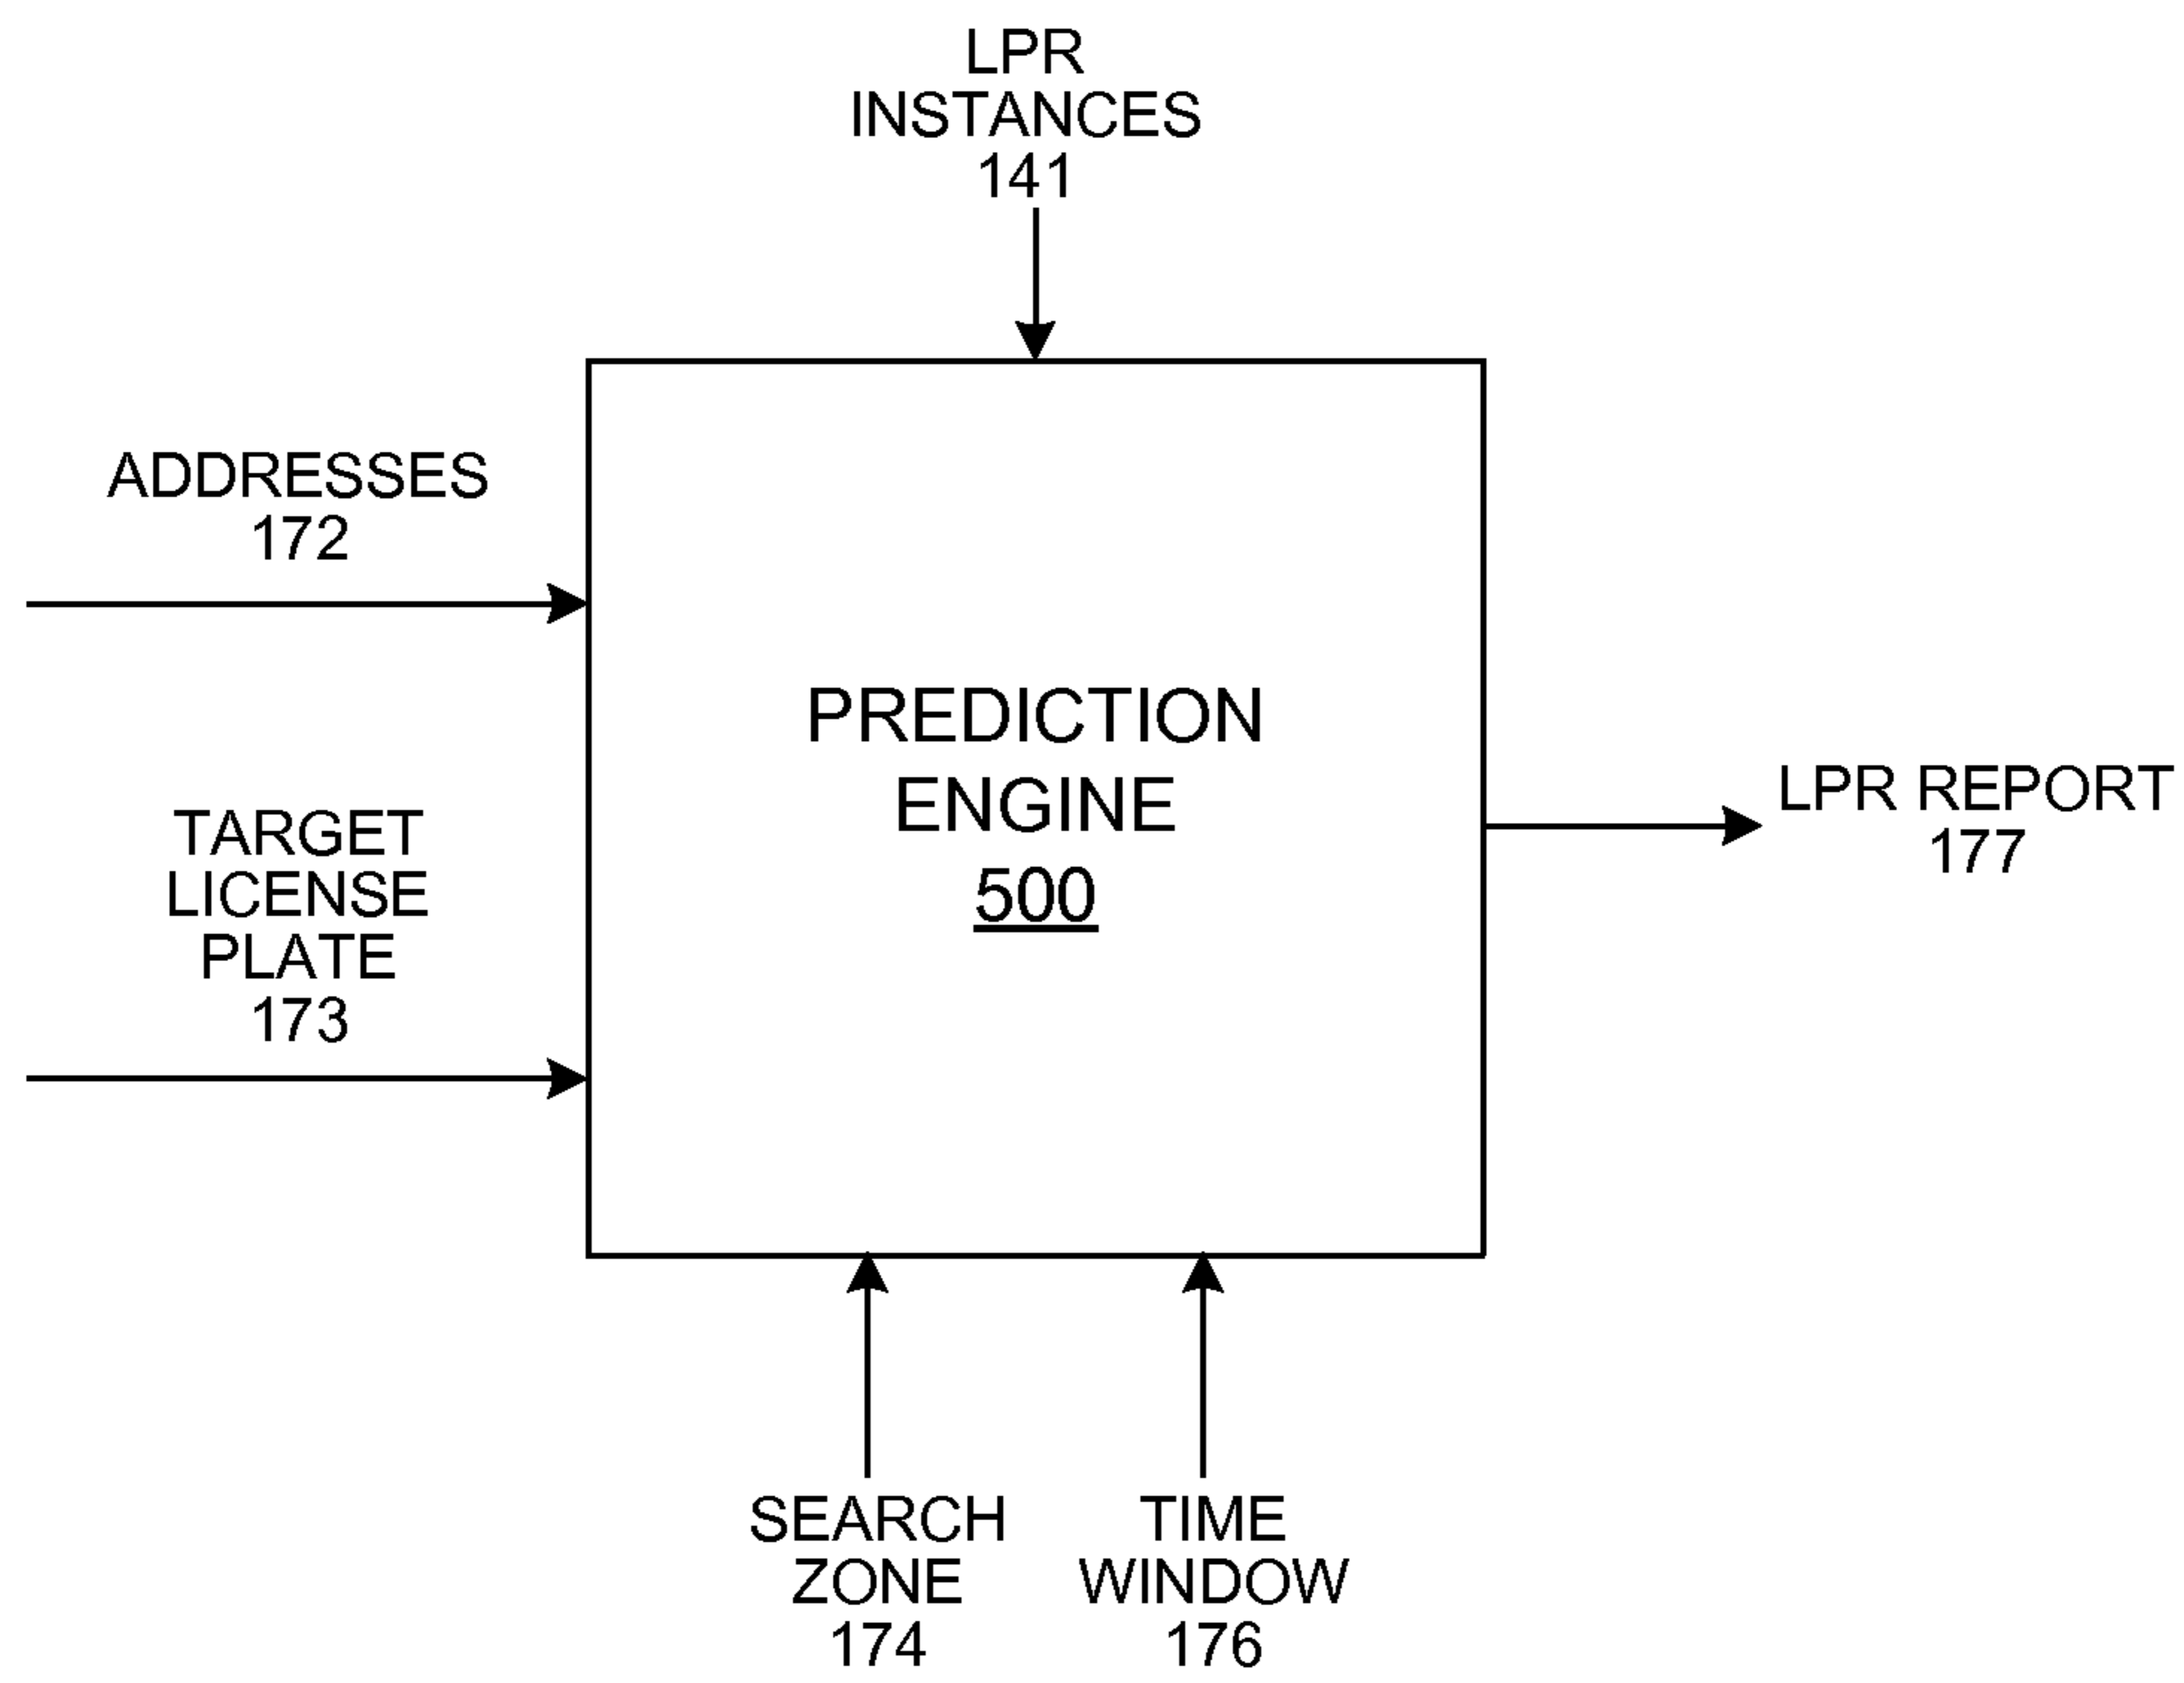 LPR
INSTANCES
141
ADDRESSES
172
TARGET
LICENSE
PLATE
173
PREDICTION
ENGINE
500
LPR REPORT
177
SEARCH
ZONE
174
TIME
WINDOW
176